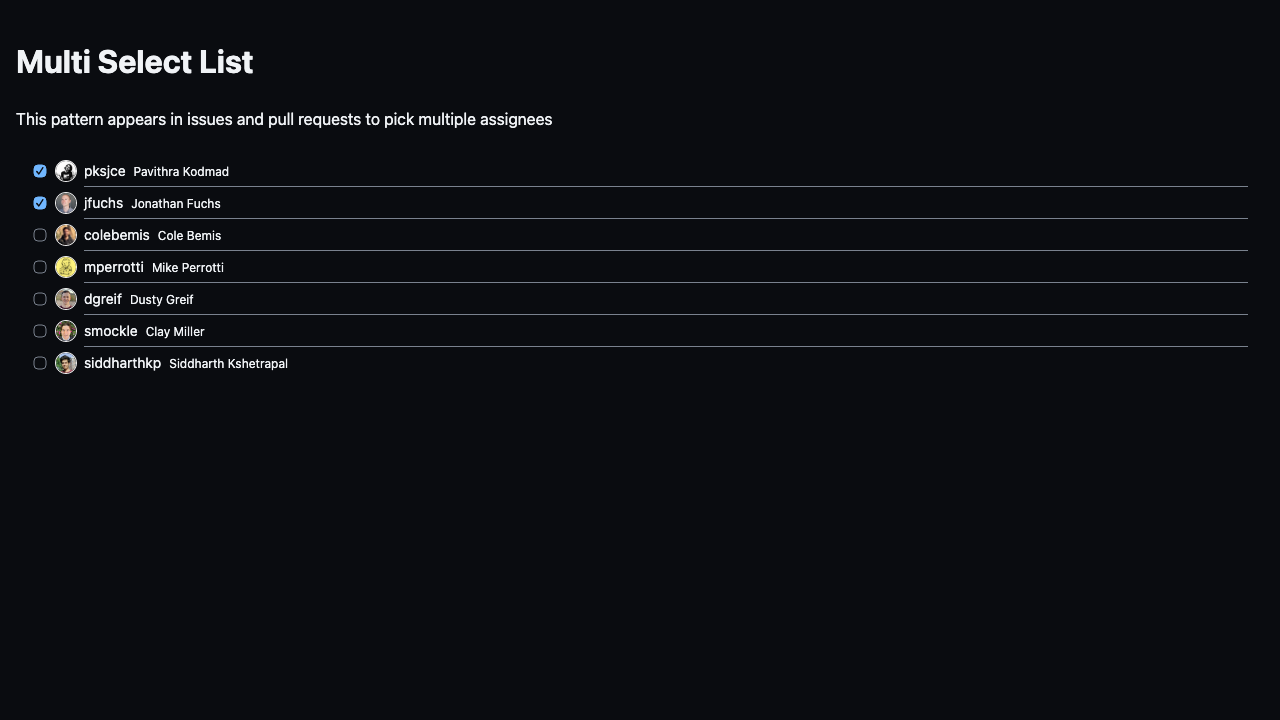 Multi Select List
This pattern appears in issues and pull requests to pick multiple assignees
pksjce Pavithra Kodmad
jfuchs Jonathan Fuchs
colebemis Cole Bemis
mperrotti Mike Perrotti
dgreif Dusty Greif
smockle Clay Miller
siddharthkp Siddharth Kshetrapal